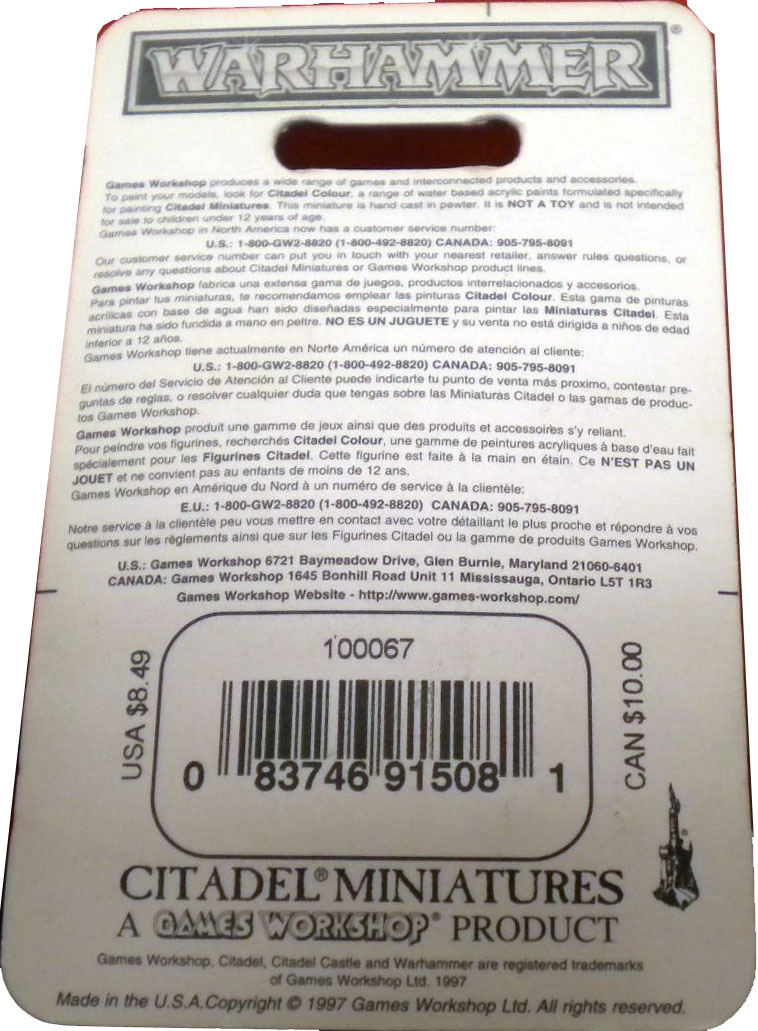 WARHAMMER®
Games Workshop produces a wide range of games and interconnected products and accessories.
To paint your models, look for Citadel Colour, a range of water based acrylic paints formulated specifically
for painting Citadel Miniatures. This miniature is hand cast in pewter. It is NOT A TOY and is not intended
for sale to children under 12 years of age.
Games Workshop in North America now has a customer service number:
U.S.: 1-800-GW2-8820 (1-800-492-8820) CANADA: 905-795-8091
Our customer service number can put you in touch with your nearest retailer, answer rules questions, or
resolve any questions about Citadel Miniatures or Games Workshop product lines.
Games Workshop fabrica una extensa gama de juegos, productos interrelacionados y accesorios.
Para pintar tus miniaturas, te recomendamos emplear las pinturas Citadel Colour. Esta gama de pinturas
acrílicas con base de agua han sido diseñadas especialmente para pintar las Miniaturas Citadel. Esta
miniatura ha sido fundida a mano en peltre. NO ES UN JUGUETE y su venta no está dirigida a niños de edad
inferior a 12 años.
Games Workshop tiene actualmente en Norte América un número de atención al cliente:
U.S.: 1-800-GW2-8820 (1-800-492-8820) CANADA: 905-795-8091
El número del Servicio de Atención al Cliente puede indicarte tu punto de venta más proximo, contestar pre-
guntas de reglas, o resolver cualquier duda que tengas sobre las Miniaturas Citadel o las gamas de produc-
tos Games Workshop.
Games Workshop produit une gamme de jeux ainsi que des produits et accessoires s'y reliant.
Pour peindre vos figurines, recherchés Citadel Colour, une gamme de peintures acryliques à base d'eau fait
spécialement pour les Figurines Citadel. Cette figurine est faite à la main en étain. Ce N'EST PAS UN
JOUET et ne convient pas au enfants de moins de 12 ans.
Games Workshop en Amérique du Nord à un numéro de service à la clientèle:
E.U.: 1-800-GW2-8820 (1-800-492-8820) CANADA: 905-795-8091
Notre service à la clientèle peu vous mettre en contact avec votre détaillant le plus proche et répondre à vos
questions sur les règlements ainsi que sur les Figurines Citadel ou la gamme de produits Games Workshop.
U.S.: Games Workshop 6721 Baymeadow Drive, Glen Burnie, Maryland 21060-6401
CANADA: Games Workshop 1645 Bonhill Road Unit 11 Mississauga, Ontario L5T 1R3
Games Workshop Website - http://www.games-workshop.com/
100067
USA $8.49
CAN $10.00
0 83746 91508 1
CITADEL® MINIATURES
A GAMES WORKSHOP® PRODUCT
Games Workshop, Citadel, Citadel Castle and Warhammer are registered trademarks
of Games Workshop Ltd. 1997
Made in the U.S.A.Copyright © 1997 Games Workshop Ltd. All rights reserved.